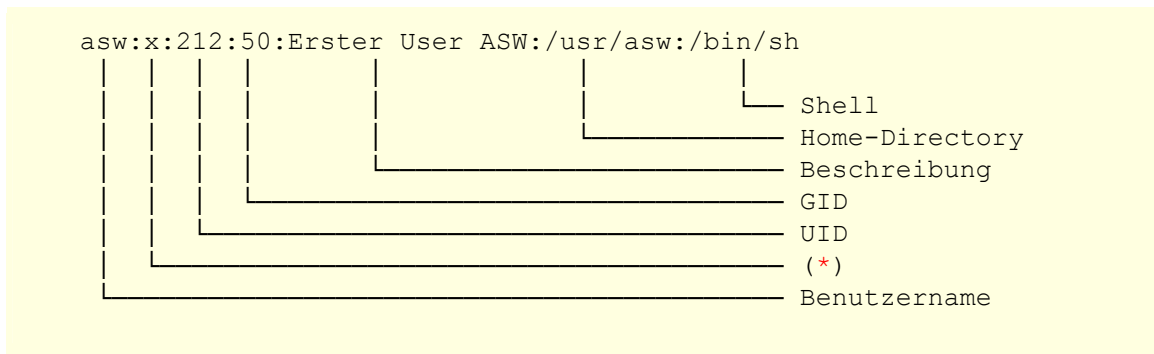 asw:x:212:50:Erster User ASW:/usr/asw:/bin/sh
Shell
Home-Directory
Beschreibung
GID
UID
(*)
Benutzername